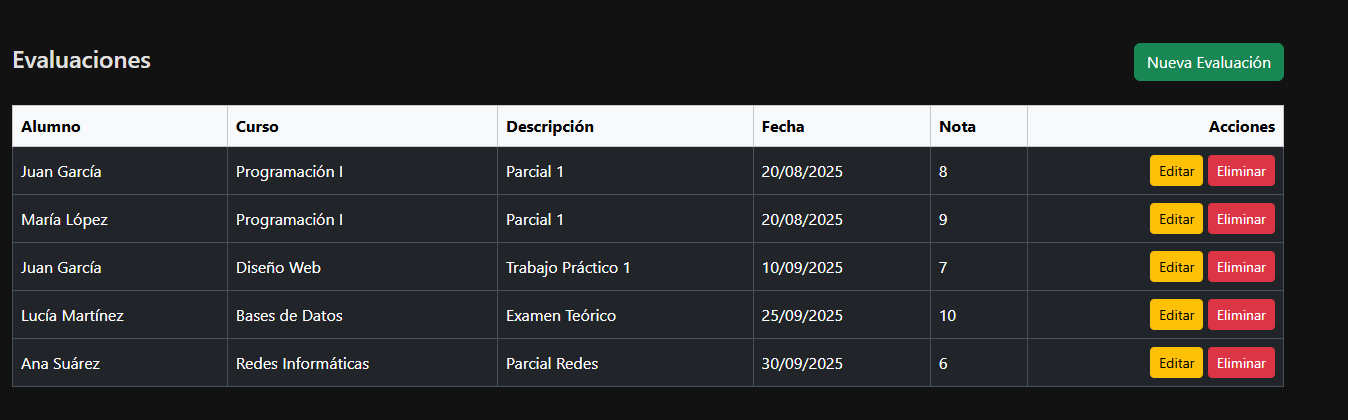 Evaluaciones Nueva Evaluación
Alumno Curso Descripción Fecha Nota Acciones
Juan García Programación I Parcial 1 20/08/2025 8 Editar Eliminar
María López Programación I Parcial 1 20/08/2025 9 Editar Eliminar
Juan García Diseño Web Trabajo Práctico 1 10/09/2025 7 Editar Eliminar
Lucía Martínez Bases de Datos Examen Teórico 25/09/2025 10 Editar Eliminar
Ana Suárez Redes Informáticas Parcial Redes 30/09/2025 6 Editar Eliminar